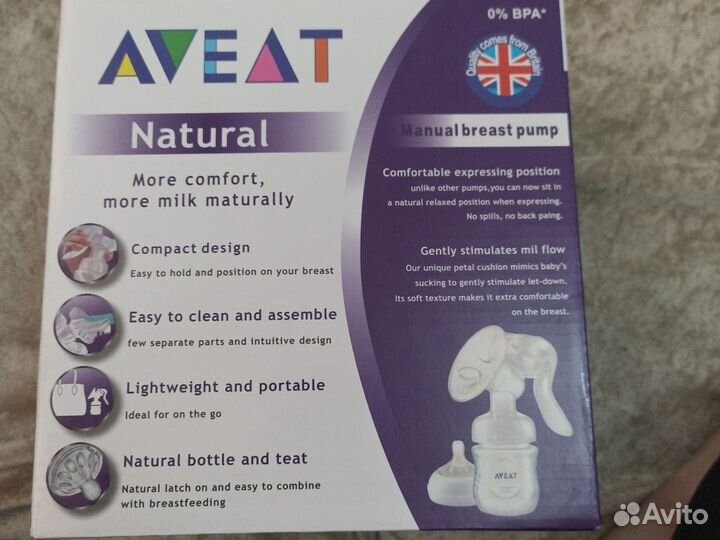 AVEAT
0% BPA*
Quality comes from Britain
Natural
Manual breast pump
More comfort,
more milk maturally
Comfortable expressing position
unlike other pumps,you can now sit in
a natural relaxed position when expressing.
No spills, no back paing.
Compact design
Easy to hold and position on your breast
Gently stimulates mil flow
Our unique petal cushion mimics baby's
sucking to gently stimulate let-down.
Its soft texture makes it extra comfortable
on the breast.
Easy to clean and assemble
few separate parts and intuitive design
Lightweight and portable
Ideal for on the go
Natural bottle and teat
Natural latch on and easy to combine
with breastfeeding
AVEAT
Avito